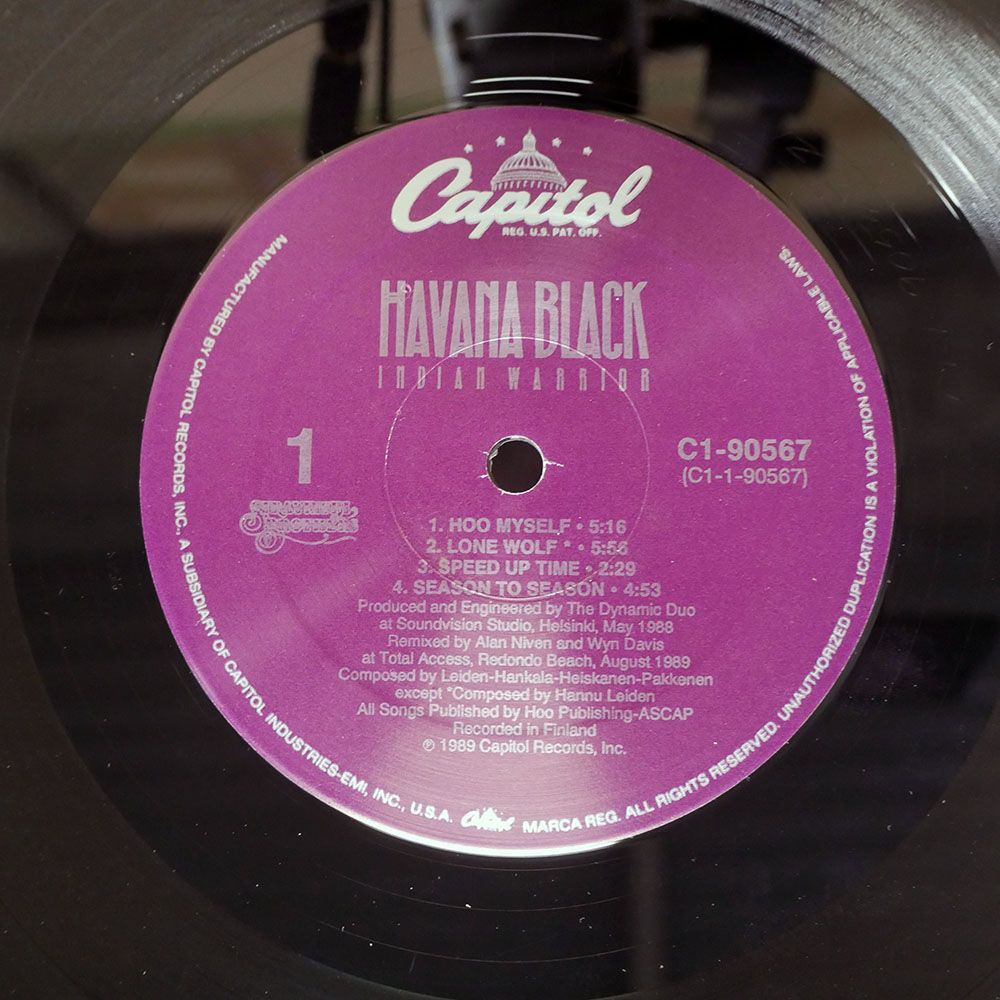 Capitol
REG. U.S. PAT. OFF.
HAVANA BLACK
INDIAN WARRIOR
1
C1-90567
(C1-1-90567)
1. HOO MYSELF • 5:16
2. LONE WOLF * • 5:56
3. SPEED UP TIME • 2:29
4. SEASON TO SEASON • 4:53
Produced and Engineered by The Dynamic Duo
at Soundvision Studio, Helsinki, May 1988
Remixed by Alan Niven and Wyn Davis
at Total Access, Redondo Beach, August 1989
Composed by Leiden-Hankala-Heiskanen-Pakkenen
except *Composed by Hannu Leiden
All Songs Published by Hoo Publishing-ASCAP
Recorded in Finland
℗ 1989 Capitol Records, Inc.
MANUFACTURED BY CAPITOL RECORDS, INC., A SUBSIDIARY OF CAPITOL INDUSTRIES-EMI, INC., U.S.A. Capitol MARCA REG. ALL RIGHTS RESERVED. UNAUTHORIZED DUPLICATION IS A VIOLATION OF APPLICABLE LAWS.